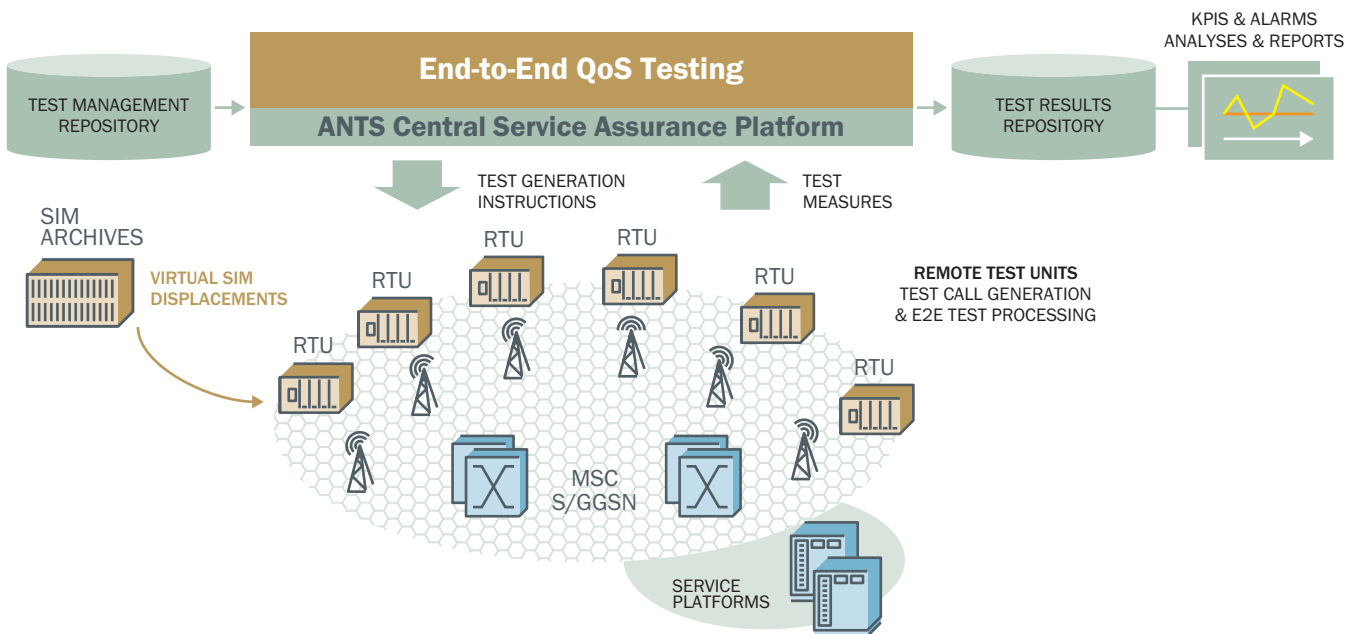 KPIS & ALARMS
ANALYSES & REPORTS
End-to-End QoS Testing
TEST MANAGEMENT
REPOSITORY
TEST RESULTS
REPOSITORY
ANTS Central Service Assurance Platform
TEST GENERATION
INSTRUCTIONS
TEST
MEASURES
SIM
ARCHIVES
VIRTUAL SIM
DISPLACEMENTS
RTU
RTU
RTU
RTU
RTU
RTU
REMOTE TEST UNITS
TEST CALL GENERATION
& E2E TEST PROCESSING
MSC
S/GGSN
SERVICE
PLATFORMS